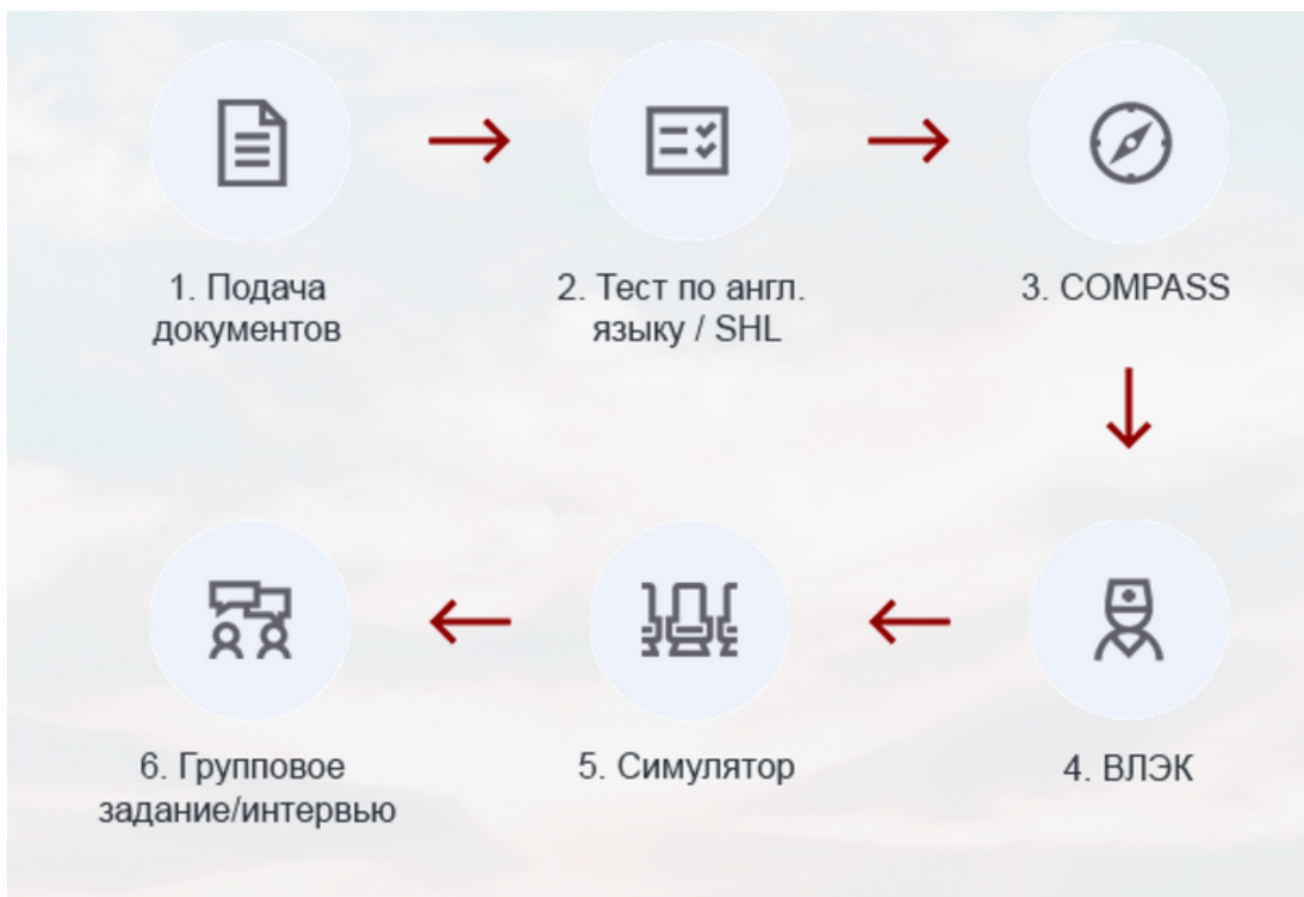 1. Подача
документов
2. Тест по англ.
языку / SHL
3. COMPASS
4. ВЛЭК
5. Симулятор
6. Групповое
задание/интервью